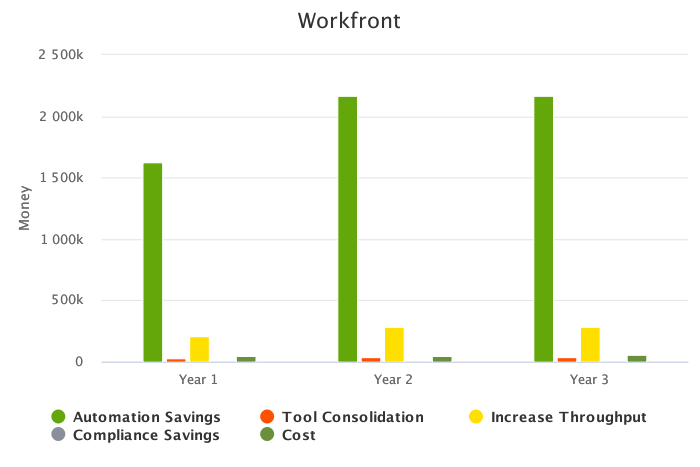 Workfront
2 500k
2 000k
1 500k
1 000k
500k
0
Money
Year 1
Year 2
Year 3
Automation Savings
Tool Consolidation
Increase Throughput
Compliance Savings
Cost